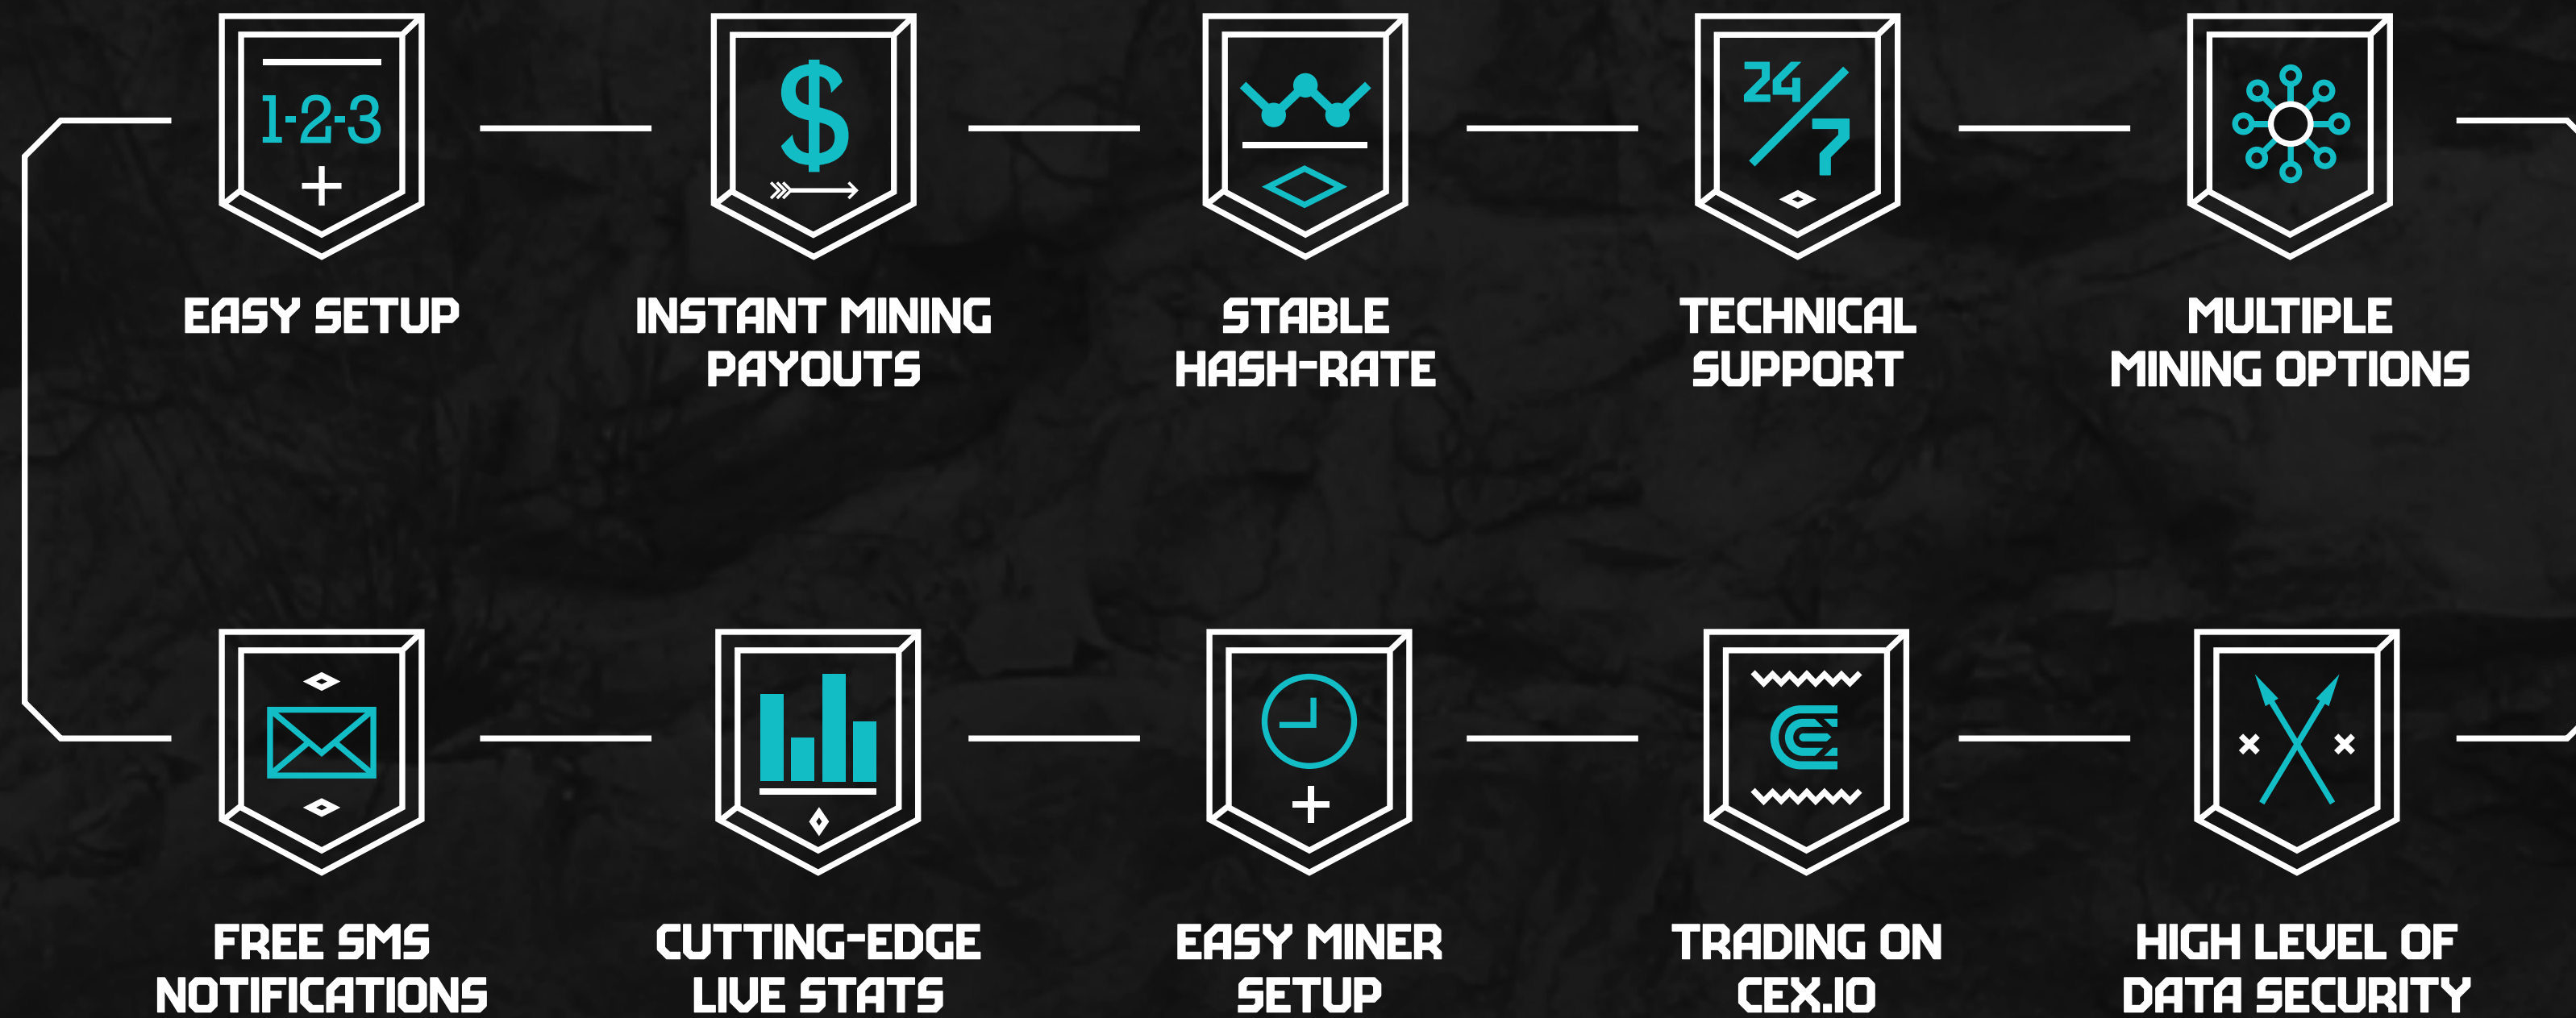 1-2-3
$
24/7
EASY SETUP
INSTANT MINING
PAYOUTS
STABLE
HASH-RATE
TECHNICAL
SUPPORT
MULTIPLE
MINING OPTIONS
FREE SMS
NOTIFICATIONS
CUTTING-EDGE
LIVE STATS
EASY MINER
SETUP
TRADING ON
CEX.IO
HIGH LEVEL OF
DATA SECURITY